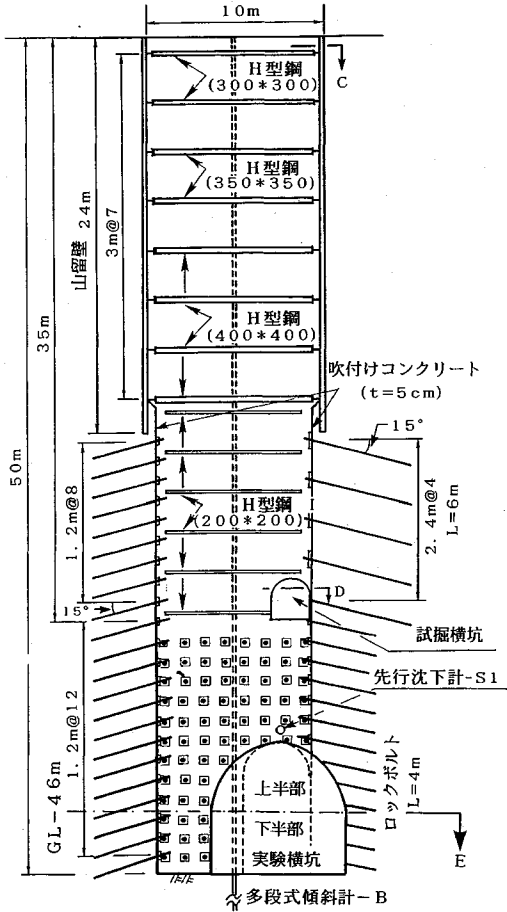 10m
H型鋼
(300*300)
C
H型鋼
(350*350)
山留壁 24m
3m@7
35m
50m
H型鋼
(400*400)
吹付けコンクリート
(t=5cm)
15°
1.2m@8
H型鋼
(200*200)
2.4m@4
L=6m
D
15°
試掘横坑
先行沈下計-S1
1.2m@12
GL-46m
ロックボルト
L=4m
上半部
下半部
実験横坑
E
多段式傾斜計-B